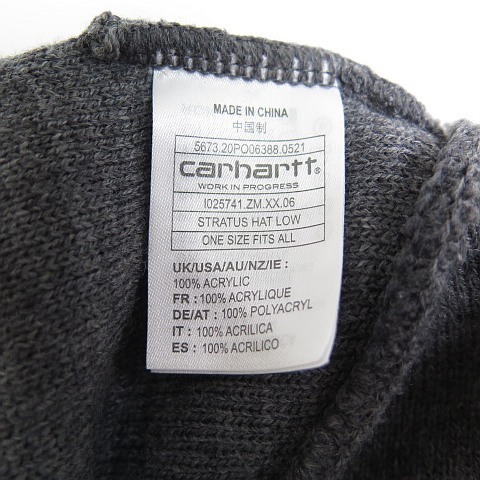 MADE IN CHINA
中国制
5673.20PO06388.0521
carhartt®
WORK IN PROGRESS
I025741.ZM.XX.06
STRATUS HAT LOW
ONE SIZE FITS ALL
UK/USA/AU/NZ/IE :
100% ACRYLIC
FR : 100% ACRYLIQUE
DE/AT : 100% POLYACRYL
IT : 100% ACRILICA
ES : 100% ACRILICO